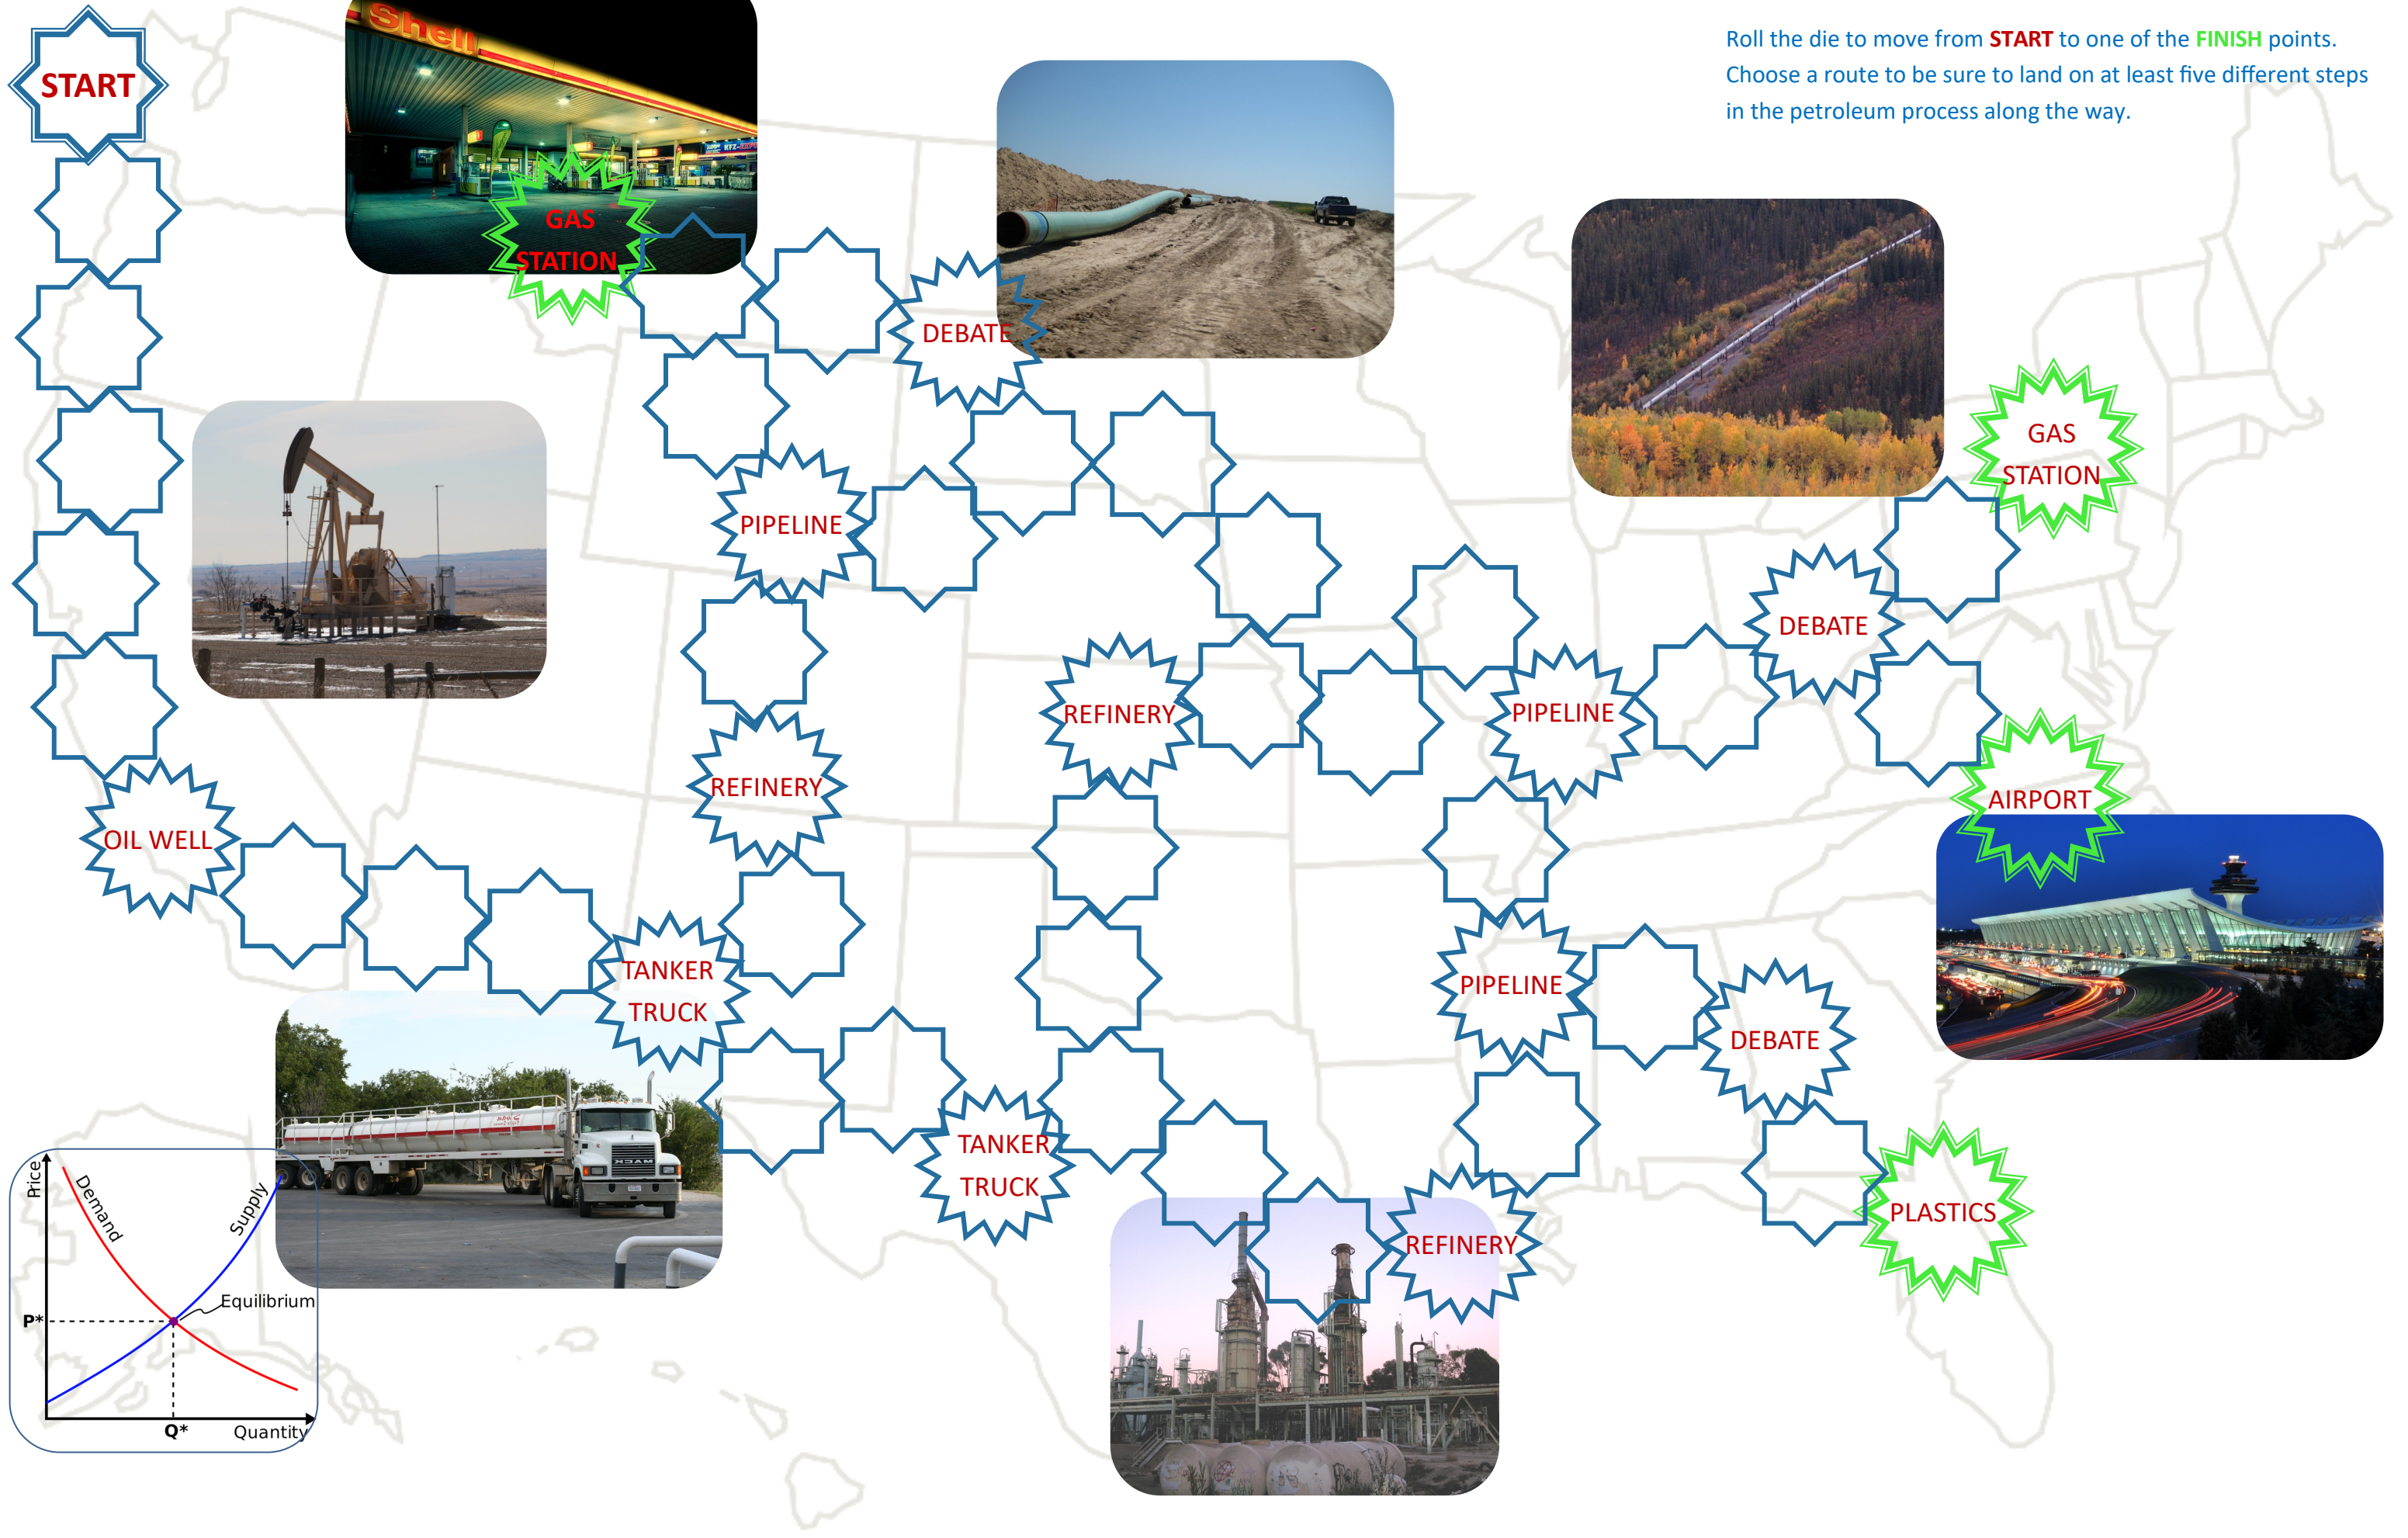 START
Shell
Roll the die to move from START to one of the FINISH points.
Choose a route to be sure to land on at least five different steps
in the petroleum process along the way.
GAS
STATION
DEBATE
GAS
STATION
PIPELINE
DEBATE
REFINERY
PIPELINE
REFINERY
AIRPORT
OIL WELL
TANKER
TRUCK
PIPELINE
DEBATE
TANKER
TRUCK
PLASTICS
REFINERY
Price
Demand
Supply
Equilibrium
P*
Q*
Quantity
MACK